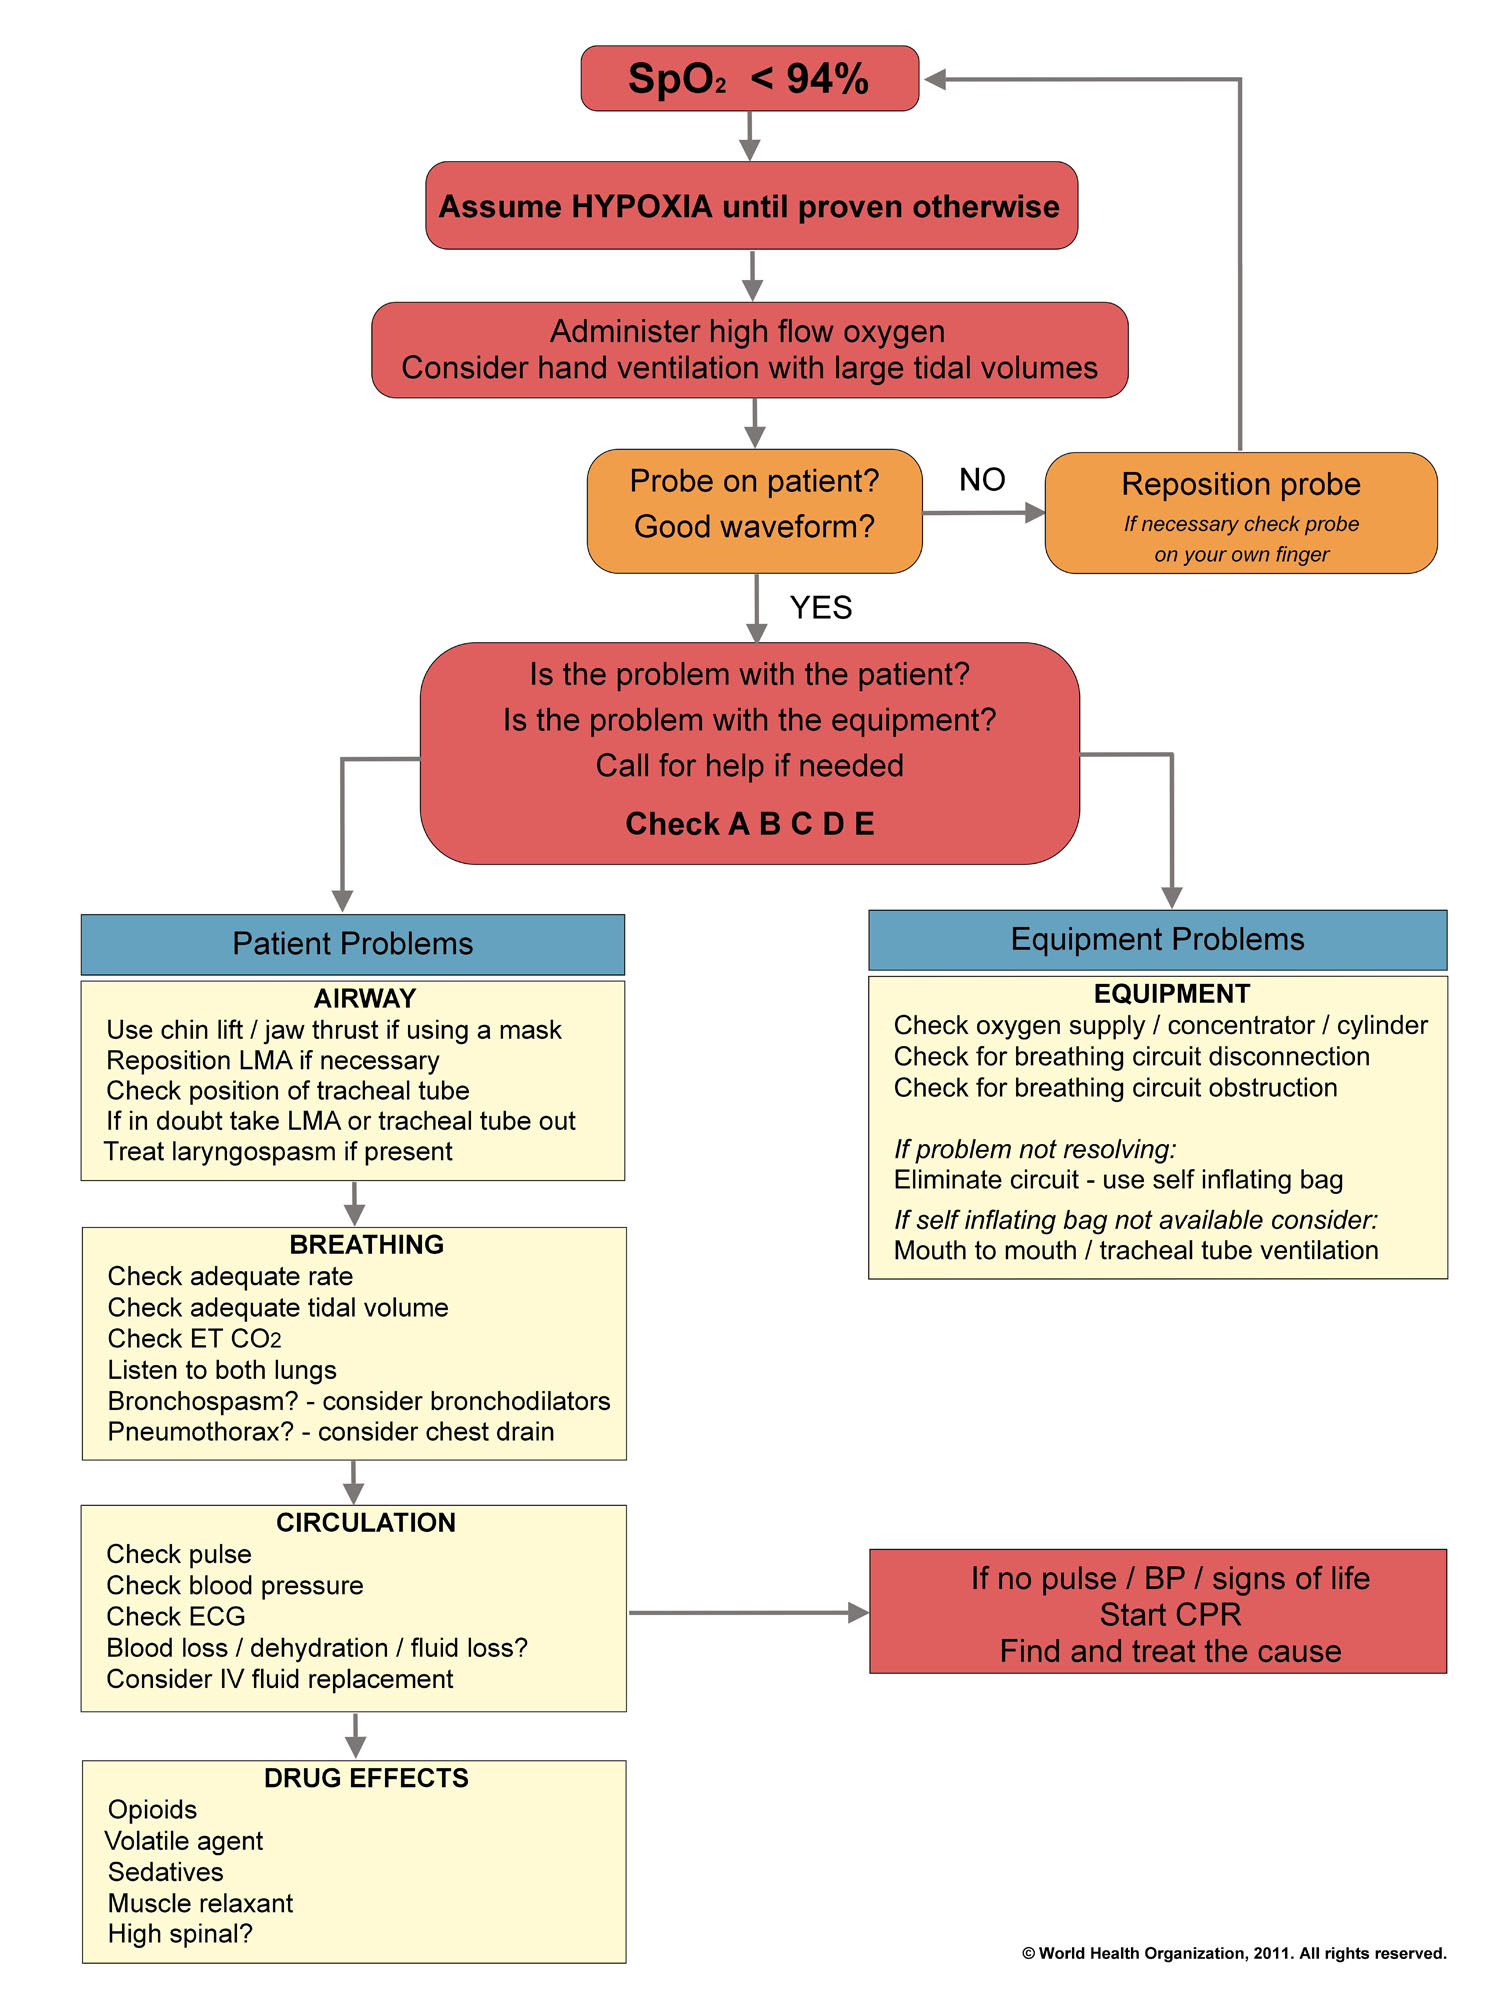 SpO₂ < 94%
Assume HYPOXIA until proven otherwise
Administer high flow oxygen
Consider hand ventilation with large tidal volumes
Probe on patient?
Good waveform?
NO
Reposition probe
If necessary check probe
on your own finger
YES
Is the problem with the patient?
Is the problem with the equipment?
Call for help if needed
Check A B C D E
Patient Problems
AIRWAY
Use chin lift / jaw thrust if using a mask
Reposition LMA if necessary
Check position of tracheal tube
If in doubt take LMA or tracheal tube out
Treat laryngospasm if present
BREATHING
Check adequate rate
Check adequate tidal volume
Check ET CO₂
Listen to both lungs
Bronchospasm? - consider bronchodilators
Pneumothorax? - consider chest drain
CIRCULATION
Check pulse
Check blood pressure
Check ECG
Blood loss / dehydration / fluid loss?
Consider IV fluid replacement
DRUG EFFECTS
Opioids
Volatile agent
Sedatives
Muscle relaxant
High spinal?
Equipment Problems
EQUIPMENT
Check oxygen supply / concentrator / cylinder
Check for breathing circuit disconnection
Check for breathing circuit obstruction
If problem not resolving:
Eliminate circuit - use self inflating bag
If self inflating bag not available consider:
Mouth to mouth / tracheal tube ventilation
If no pulse / BP / signs of life
Start CPR
Find and treat the cause
© World Health Organization, 2011. All rights reserved.